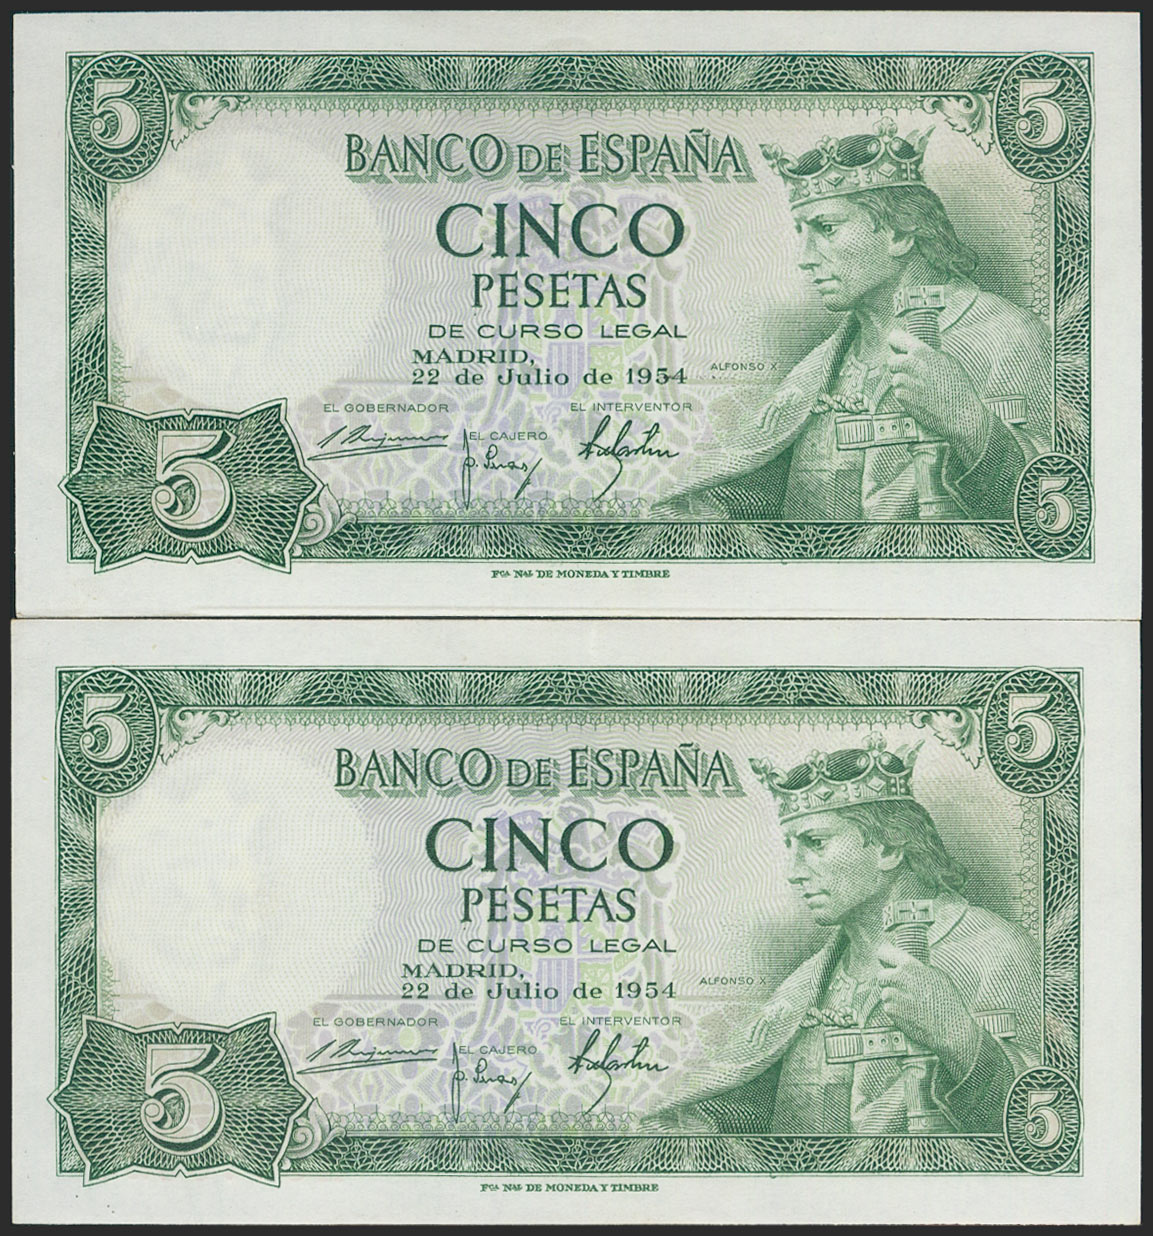 5 5
BANCO DE ESPAÑA
CINCO
PESETAS
DE CURSO LEGAL
MADRID,
22 de Julio de 1954
ALFONSO X
EL GOBERNADOR EL INTERVENTOR
EL CAJERO
5 5
Fca Nal DE MONEDA Y TIMBRE
5 5
BANCO DE ESPAÑA
CINCO
PESETAS
DE CURSO LEGAL
MADRID,
22 de Julio de 1954
ALFONSO X
EL GOBERNADOR EL INTERVENTOR
EL CAJERO
5 5
Fca Nal DE MONEDA Y TIMBRE